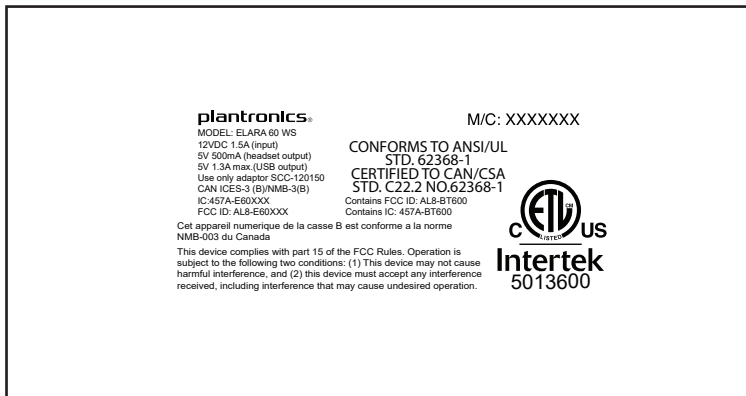 plantronics®
M/C: XXXXXXX
MODEL: ELARA 60 WS
12VDC 1.5A (input)
5V 500mA (headset output)
5V 1.3A max.(USB output)
Use only adaptor SCC-120150
CAN ICES-3 (B)/NMB-3(B)
IC:457A-E60XXX
FCC ID: AL8-E60XXX
CONFORMS TO ANSI/UL
STD. 62368-1
CERTIFIED TO CAN/CSA
STD. C22.2 NO.62368-1
Contains FCC ID: AL8-BT600
Contains IC: 457A-BT600
Cet appareil numerique de la casse B est conforme a la norme
NMB-003 du Canada
This device complies with part 15 of the FCC Rules. Operation is
subject to the following two conditions: (1) This device may not cause
harmful interference, and (2) this device must accept any interference
received, including interference that may cause undesired operation.
ETL CM
LISTED
C US
Intertek
5013600